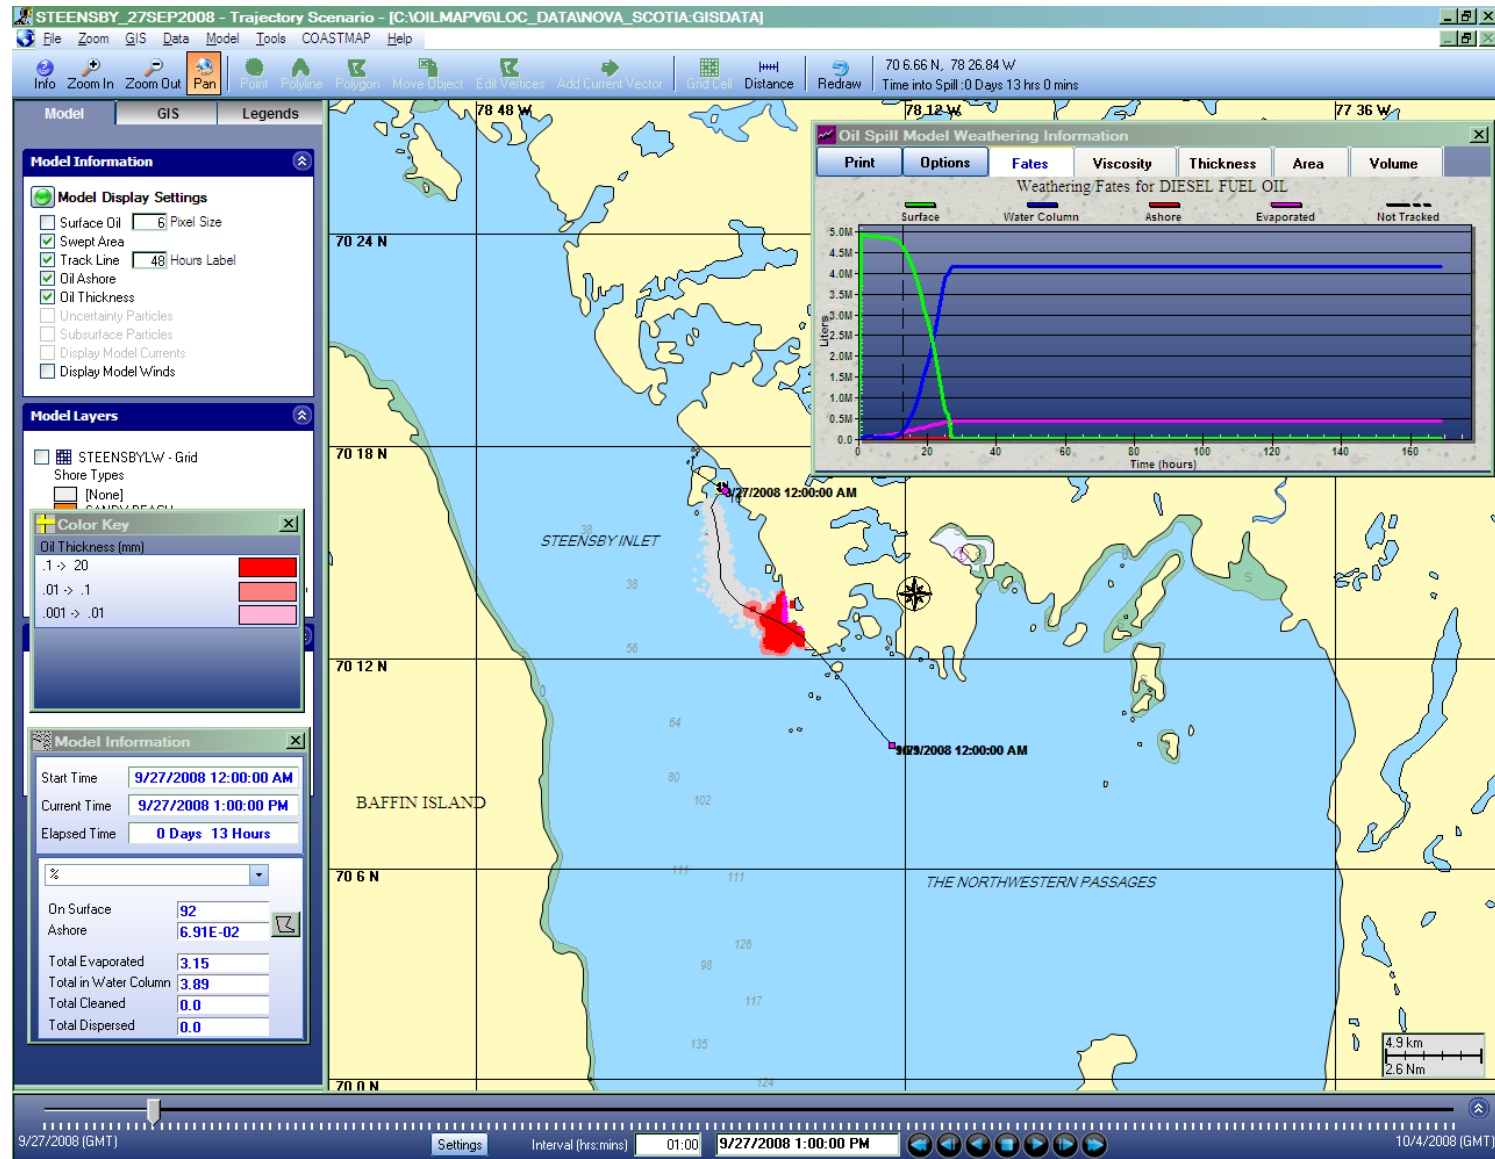 STEENSBY_27SEP2008 - Trajectory Scenario - [C:\OILMAPV6\LOC_DATA\NOVA_SCOTIA:GISDATA]
File Zoom GIS Data Model Tools COASTMAP Help
Info Zoom In Zoom Out Pan Point Polyline Polygon Move Object Edit Vertices Add Current Vector Grid Cell Distance Redraw
70 6.66 N, 78 26.84 W
Time into Spill :0 Days 13 hrs 0 mins
Model GIS Legends
Model Information
Model Display Settings
Surface Oil 6 Pixel Size
Swept Area
Track Line 48 Hours Label
Oil Ashore
Oil Thickness
Uncertainty Particles
Subsurface Particles
Display Model Currents
Display Model Winds
Model Layers
STEENSBYLW - Grid
Shore Types
[None]
Color Key
Oil Thickness (mm)
.1 -> 20
.01 -> .1
.001 -> .01
Model Information
Start Time 9/27/2008 12:00:00 AM
Current Time 9/27/2008 1:00:00 PM
Elapsed Time 0 Days 13 Hours
%
On Surface 92
Ashore 6.91E-02
Total Evaporated 3.15
Total in Water Column 3.89
Total Cleaned 0.0
Total Dispersed 0.0
78 48 W
78 12 W
77 36 W
70 24 N
70 18 N
70 12 N
70 6 N
70 0 N
Oil Spill Model Weathering Information
Print Options Fates Viscosity Thickness Area Volume
Weathering/Fates for DIESEL FUEL OIL
Surface Water Column Ashore Evaporated Not Tracked
5.0M
4.5M
4.0M
3.5M
3.0M
2.5M
2.0M
1.5M
1.0M
0.5M
0.0
Liters
0 20 40 60 80 100 120 140 160
Time (hours)
9/27/2008 12:00:00 AM
STEENSBY INLET
38
38
56
64
80
102
111
111
126
98
117
135
124
S
BAFFIN ISLAND
THE NORTHWESTERN PASSAGES
4.9 km
2.6 Nm
9/27/2008 (GMT)
Settings Interval (hrs:mins) 01:00 9/27/2008 1:00:00 PM
10/4/2008 (GMT)